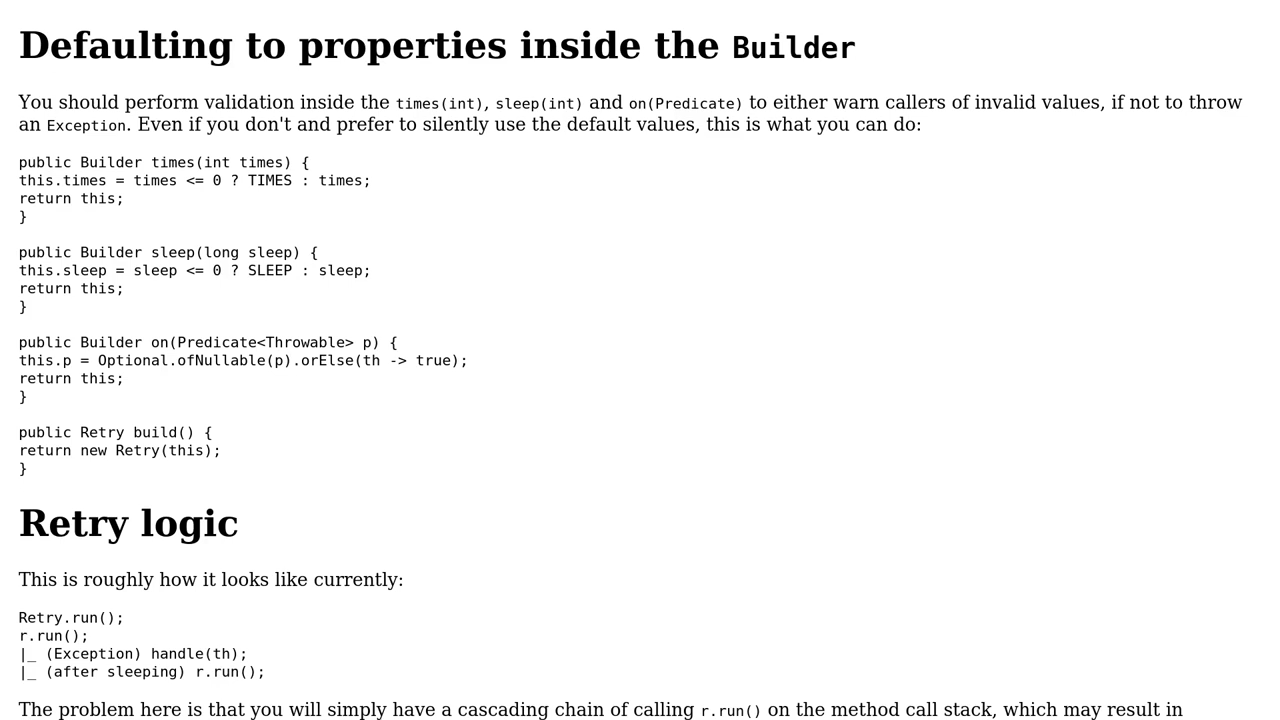 Defaulting to properties inside the Builder
You should perform validation inside the times(int), sleep(int) and on(Predicate) to either warn callers of invalid values, if not to throw
an Exception. Even if you don't and prefer to silently use the default values, this is what you can do:
public Builder times(int times) {
this.times = times <= 0 ? TIMES : times;
return this;
}
public Builder sleep(long sleep) {
this.sleep = sleep <= 0 ? SLEEP : sleep;
return this;
}
public Builder on(Predicate<Throwable> p) {
this.p = Optional.ofNullable(p).orElse(th -> true);
return this;
}
public Retry build() {
return new Retry(this);
}
Retry logic
This is roughly how it looks like currently:
Retry.run();
r.run();
|_ (Exception) handle(th);
|_ (after sleeping) r.run();
The problem here is that you will simply have a cascading chain of calling r.run() on the method call stack, which may result in